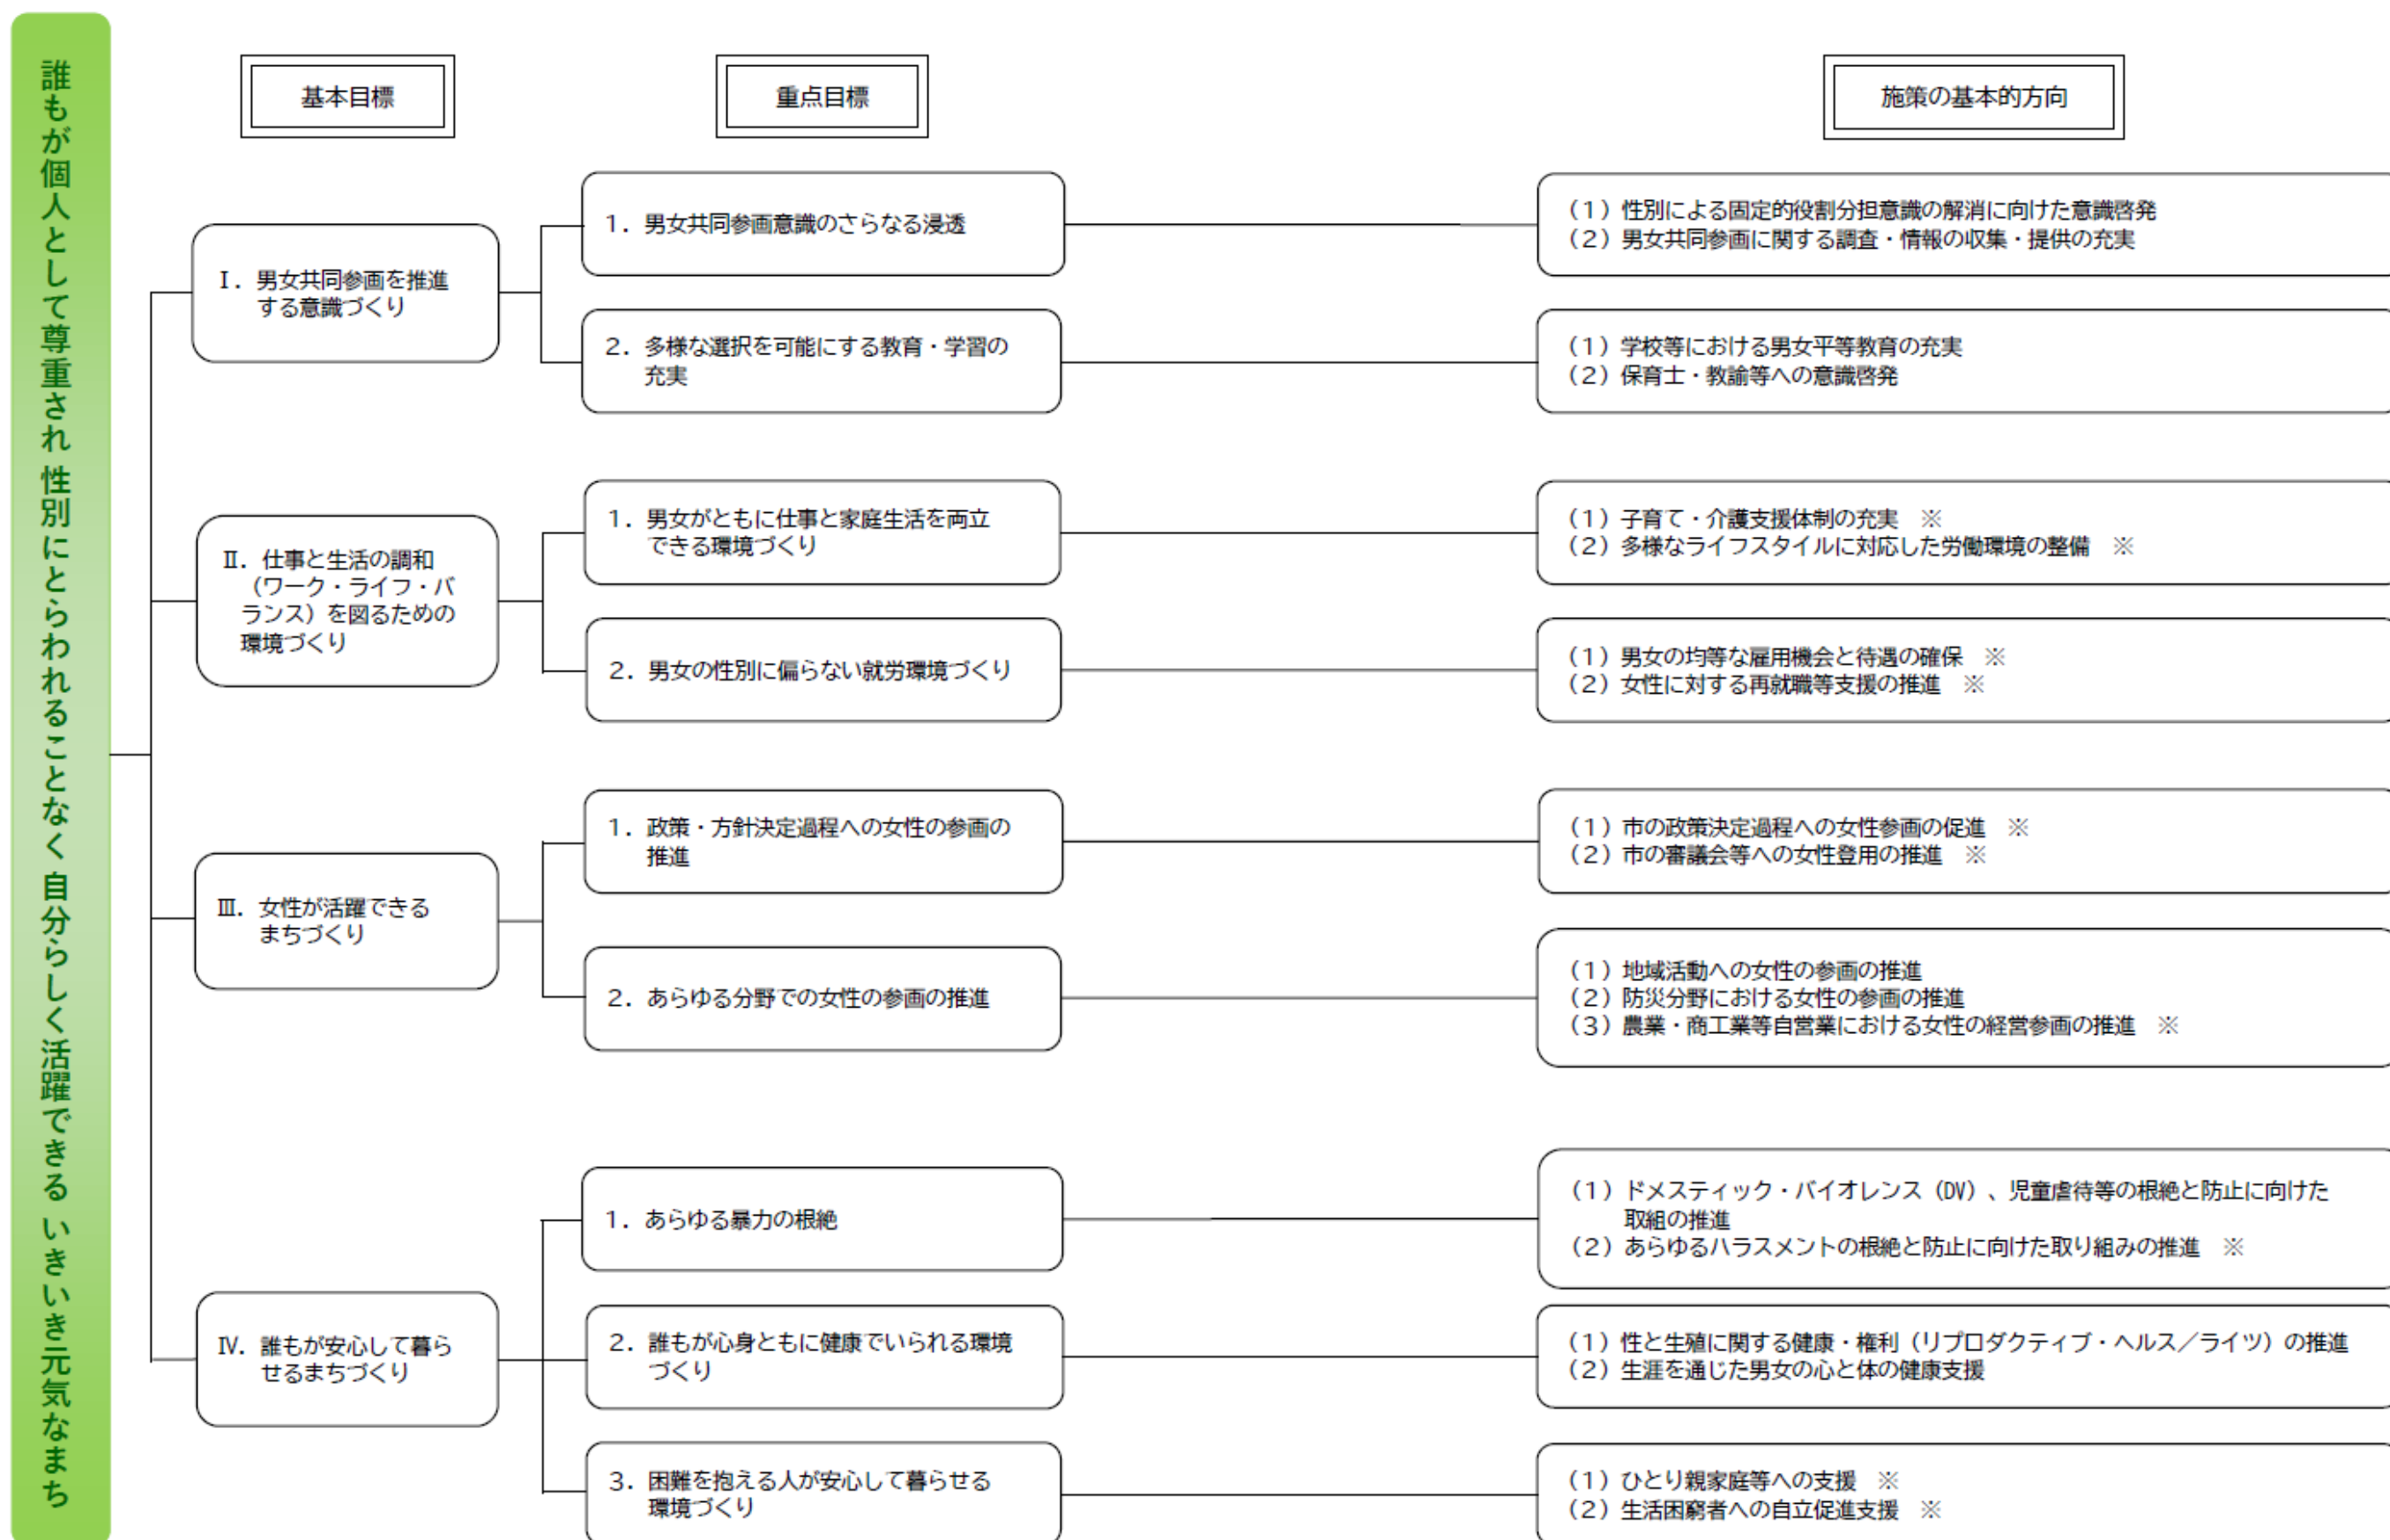 誰もが個人として尊重され 性別にとらわれることなく 自分らしく活躍できる いきいき元気なまち
基本目標
重点目標
施策の基本的方向
Ⅰ．男女共同参画を推進
する意識づくり
１．男女共同参画意識のさらなる浸透
（１）性別による固定的役割分担意識の解消に向けた意識啓発
（２）男女共同参画に関する調査・情報の収集・提供の充実
２．多様な選択を可能にする教育・学習の
充実
（１）学校等における男女平等教育の充実
（２）保育士・教諭等への意識啓発
Ⅱ．仕事と生活の調和
（ワーク・ライフ・バ
ランス）を図るための
環境づくり
１．男女がともに仕事と家庭生活を両立
できる環境づくり
（１）子育て・介護支援体制の充実　※
（２）多様なライフスタイルに対応した労働環境の整備　※
２．男女の性別に偏らない就労環境づくり
（１）男女の均等な雇用機会と待遇の確保　※
（２）女性に対する再就職等支援の推進　※
Ⅲ．女性が活躍できる
まちづくり
１．政策・方針決定過程への女性の参画の
推進
（１）市の政策決定過程への女性参画の促進　※
（２）市の審議会等への女性登用の推進　※
２．あらゆる分野での女性の参画の推進
（１）地域活動への女性の参画の推進
（２）防災分野における女性の参画の推進
（３）農業・商工業等自営業における女性の経営参画の推進　※
Ⅳ．誰もが安心して暮ら
せるまちづくり
１．あらゆる暴力の根絶
（１）ドメスティック・バイオレンス（DV）、児童虐待等の根絶と防止に向けた
取組の推進
（２）あらゆるハラスメントの根絶と防止に向けた取り組みの推進　※
２．誰もが心身ともに健康でいられる環境
づくり
（１）性と生殖に関する健康・権利（リプロダクティブ・ヘルス／ライツ）の推進
（２）生涯を通じた男女の心と体の健康支援
３．困難を抱える人が安心して暮らせる
環境づくり
（１）ひとり親家庭等への支援　※
（２）生活困窮者への自立促進支援　※